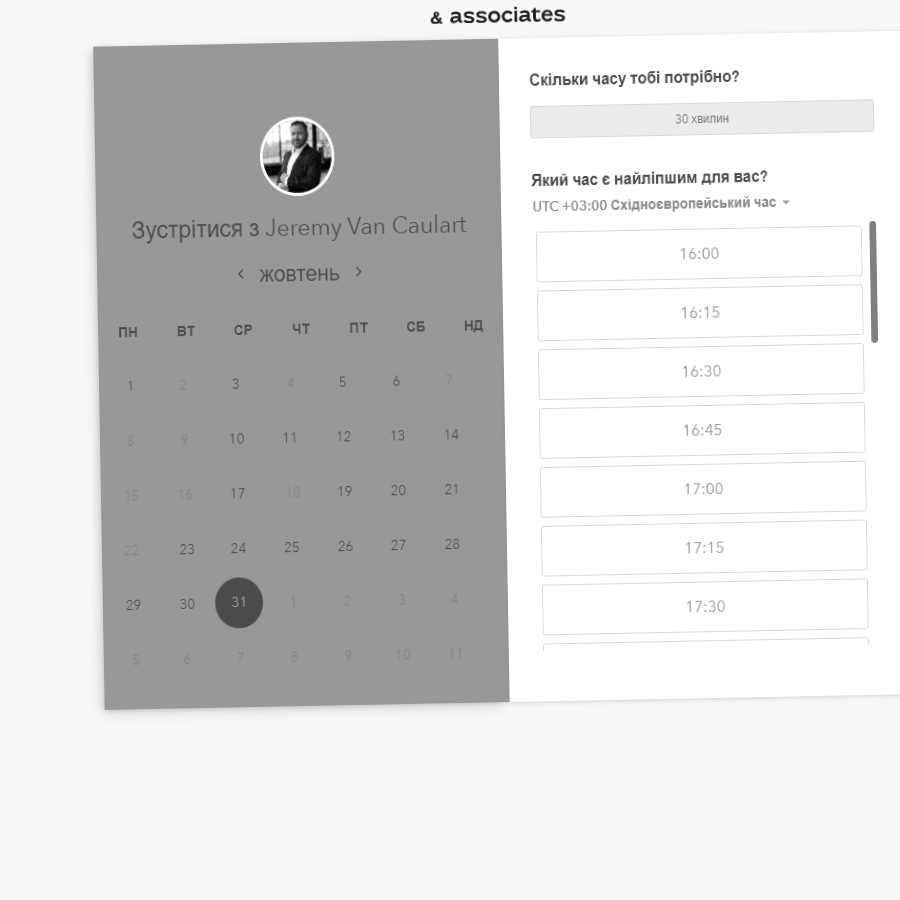 & associates
Зустрітися з Jeremy Van Caulart
‹ жовтень ›
ПН ВТ СР ЧТ ПТ СБ НД
1 2 3 4 5 6 7
8 9 10 11 12 13 14
15 16 17 18 19 20 21
22 23 24 25 26 27 28
29 30 31 1 2 3 4
5 6 7 8 9 10 11
Скільки часу тобі потрібно?
30 хвилин
Який час є найліпшим для вас?
UTC +03:00 Східноєвропейський час
16:00
16:15
16:30
16:45
17:00
17:15
17:30